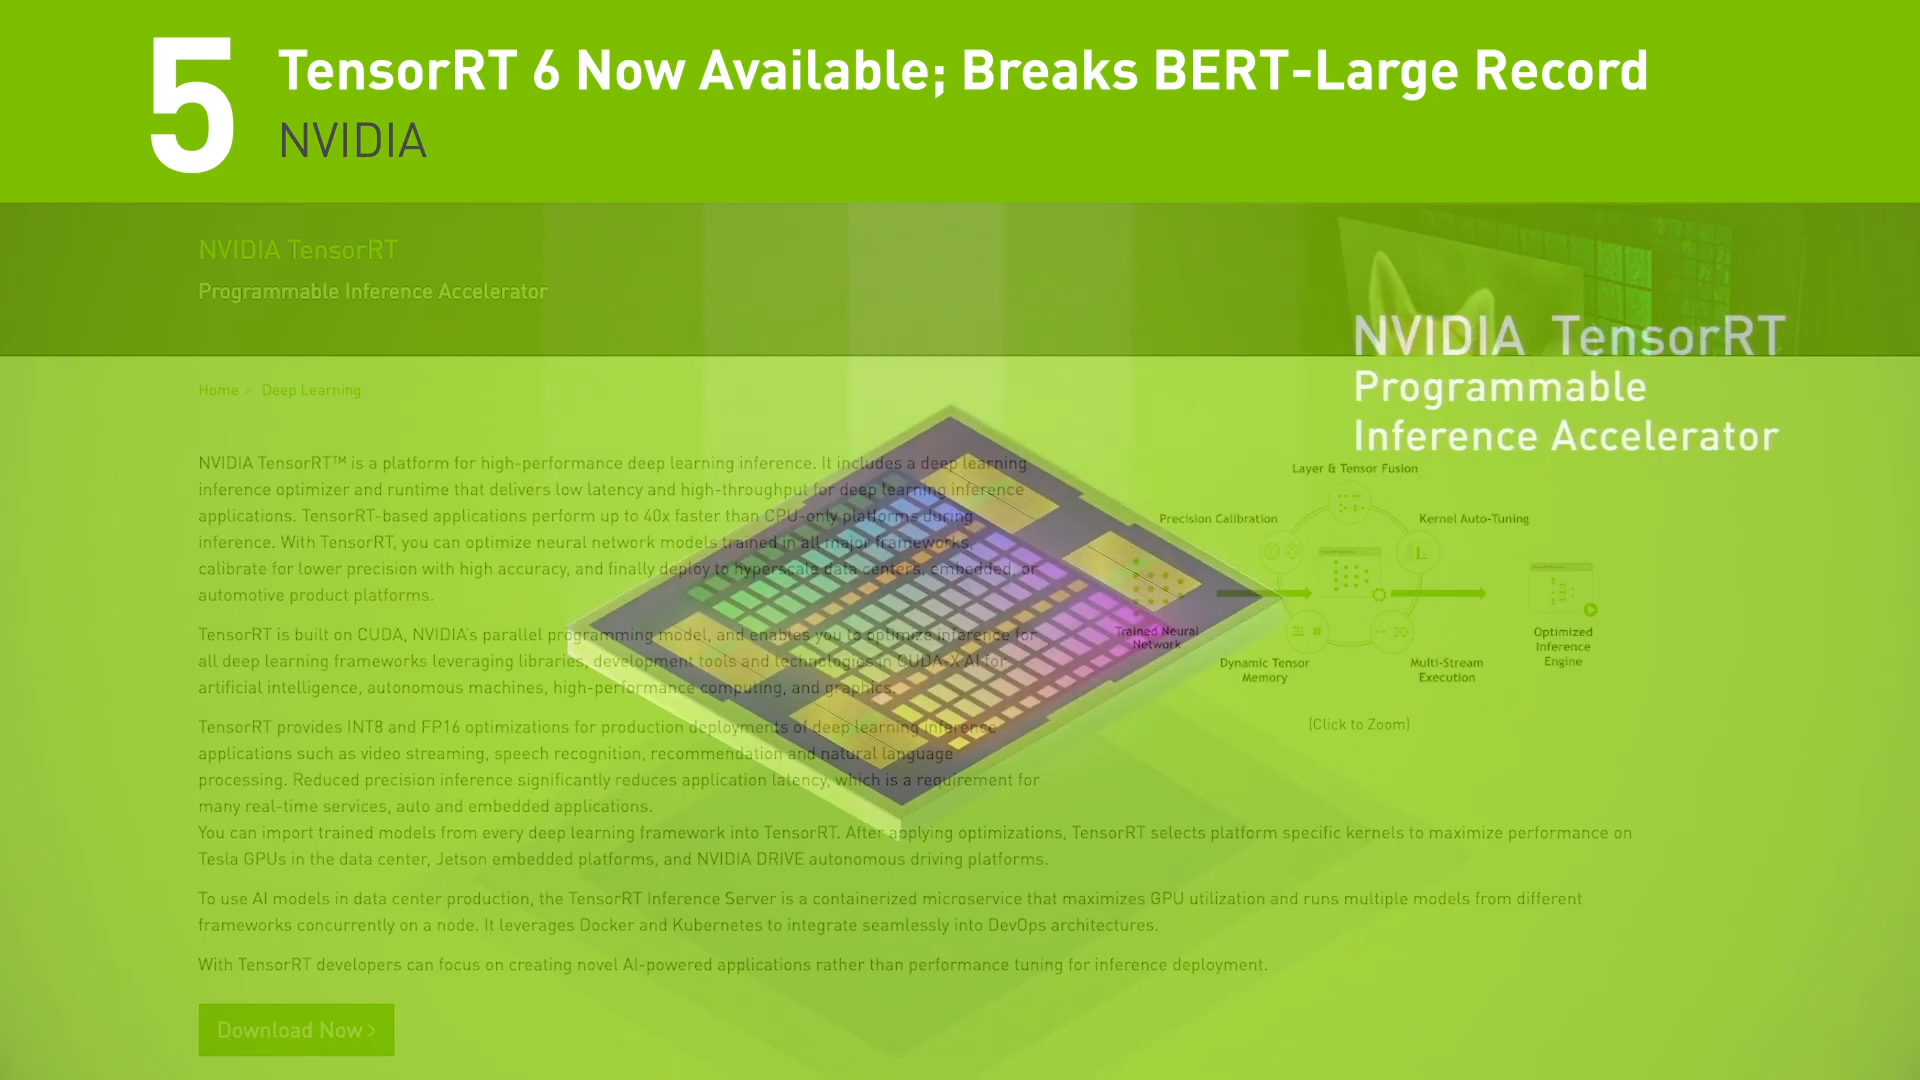 5
TensorRT 6 Now Available; Breaks BERT-Large Record
NVIDIA
NVIDIA TensorRT
Programmable Inference Accelerator
NVIDIA TensorRT
Programmable
Inference Accelerator
Home > Deep Learning
NVIDIA TensorRT™ is a platform for high-performance deep learning inference. It includes a deep learning
inference optimizer and runtime that delivers low latency and high-throughput for deep learning inference
applications. TensorRT-based applications perform up to 40x faster than CPU-only platforms during
inference. With TensorRT, you can optimize neural network models trained in all major frameworks,
calibrate for lower precision with high accuracy, and finally deploy to hyperscale data centers, embedded, or
automotive product platforms.
TensorRT is built on CUDA, NVIDIA's parallel programming model, and enables you to optimize inference for
all deep learning frameworks leveraging libraries, development tools and technologies in CUDA-X AI for
artificial intelligence, autonomous machines, high-performance computing, and graphics.
TensorRT provides INT8 and FP16 optimizations for production deployments of deep learning inference
applications such as video streaming, speech recognition, recommendation and natural language
processing. Reduced precision inference significantly reduces application latency, which is a requirement for
many real-time services, auto and embedded applications.
You can import trained models from every deep learning framework into TensorRT. After applying optimizations, TensorRT selects platform specific kernels to maximize performance on
Tesla GPUs in the data center, Jetson embedded platforms, and NVIDIA DRIVE autonomous driving platforms.
To use AI models in data center production, the TensorRT Inference Server is a containerized microservice that maximizes GPU utilization and runs multiple models from different
frameworks concurrently on a node. It leverages Docker and Kubernetes to integrate seamlessly into DevOps architectures.
With TensorRT developers can focus on creating novel AI-powered applications rather than performance tuning for inference deployment.
Download Now >
Layer & Tensor Fusion
Precision Calibration
Kernel Auto-Tuning
Trained Neural
Network
Dynamic Tensor
Memory
Multi-Stream
Execution
Optimized
Inference
Engine
[Click to Zoom]